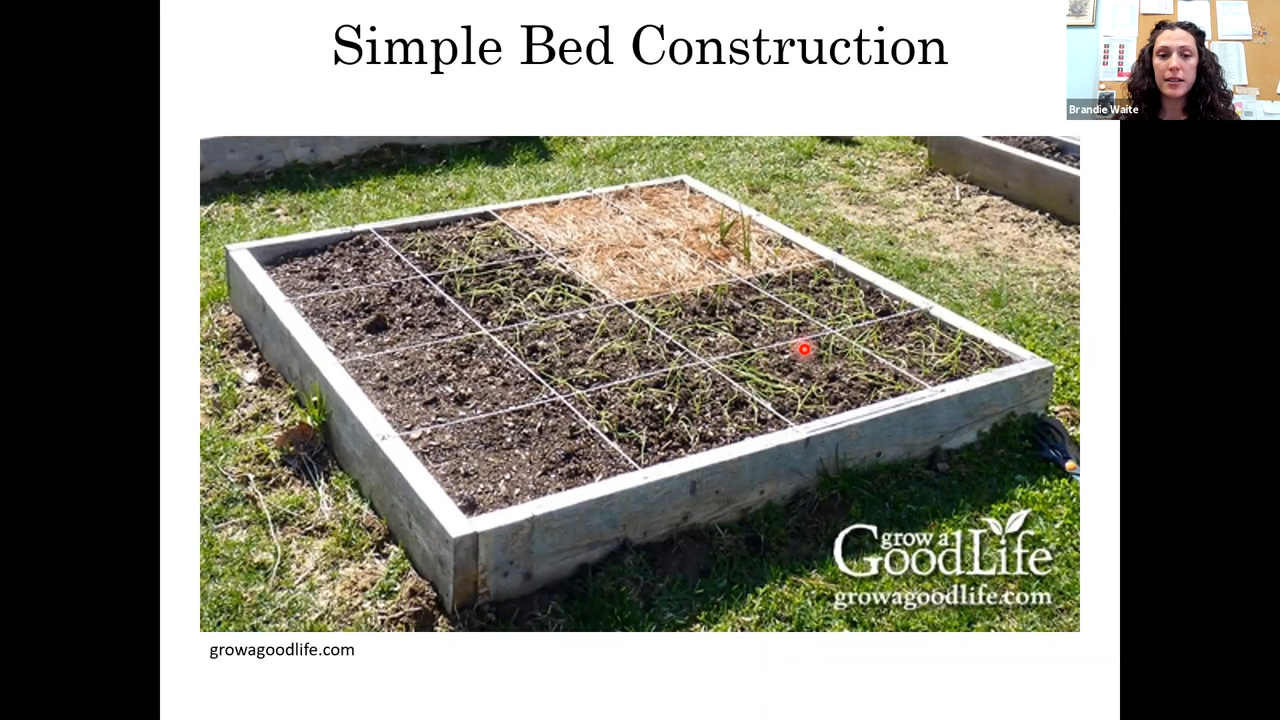 Simple Bed Construction
Brandie Waite
grow a
GoodLife
growagoodlife.com
growagoodlife.com